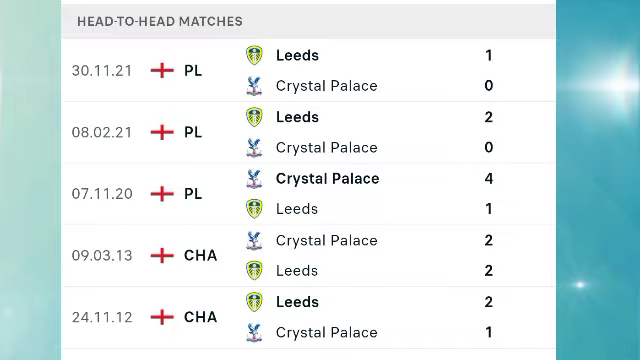 HEAD-TO-HEAD MATCHES
30.11.21 PL Leeds 1
Crystal Palace 0
08.02.21 PL Leeds 2
Crystal Palace 0
07.11.20 PL Crystal Palace 4
Leeds 1
09.03.13 CHA Crystal Palace 2
Leeds 2
24.11.12 CHA Leeds 2
Crystal Palace 1